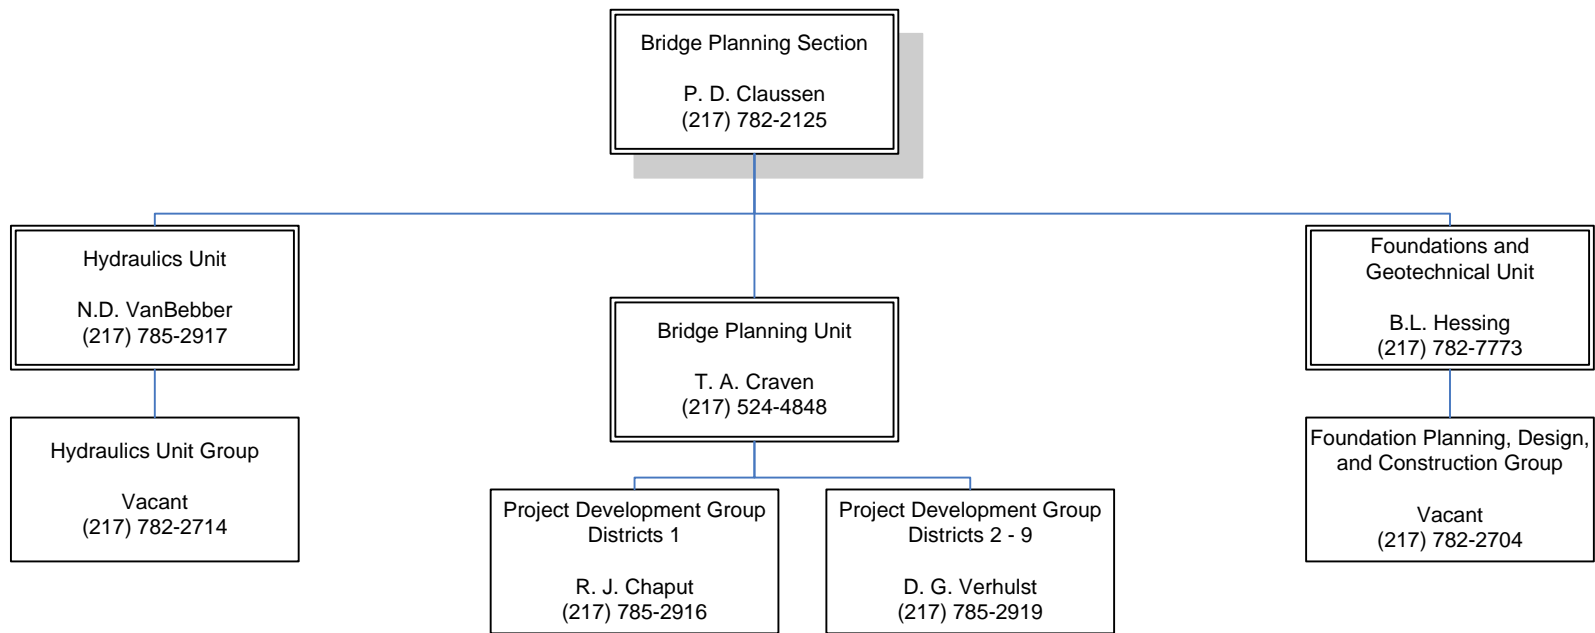 Bridge Planning Section
P. D. Claussen
(217) 782-2125
Hydraulics Unit
N.D. VanBebber
(217) 785-2917
Bridge Planning Unit
T. A. Craven
(217) 524-4848
Foundations and
Geotechnical Unit
B.L. Hessing
(217) 782-7773
Hydraulics Unit Group
Vacant
(217) 782-2714
Project Development Group
Districts 1
R. J. Chaput
(217) 785-2916
Project Development Group
Districts 2 - 9
D. G. Verhulst
(217) 785-2919
Foundation Planning, Design,
and Construction Group
Vacant
(217) 782-2704